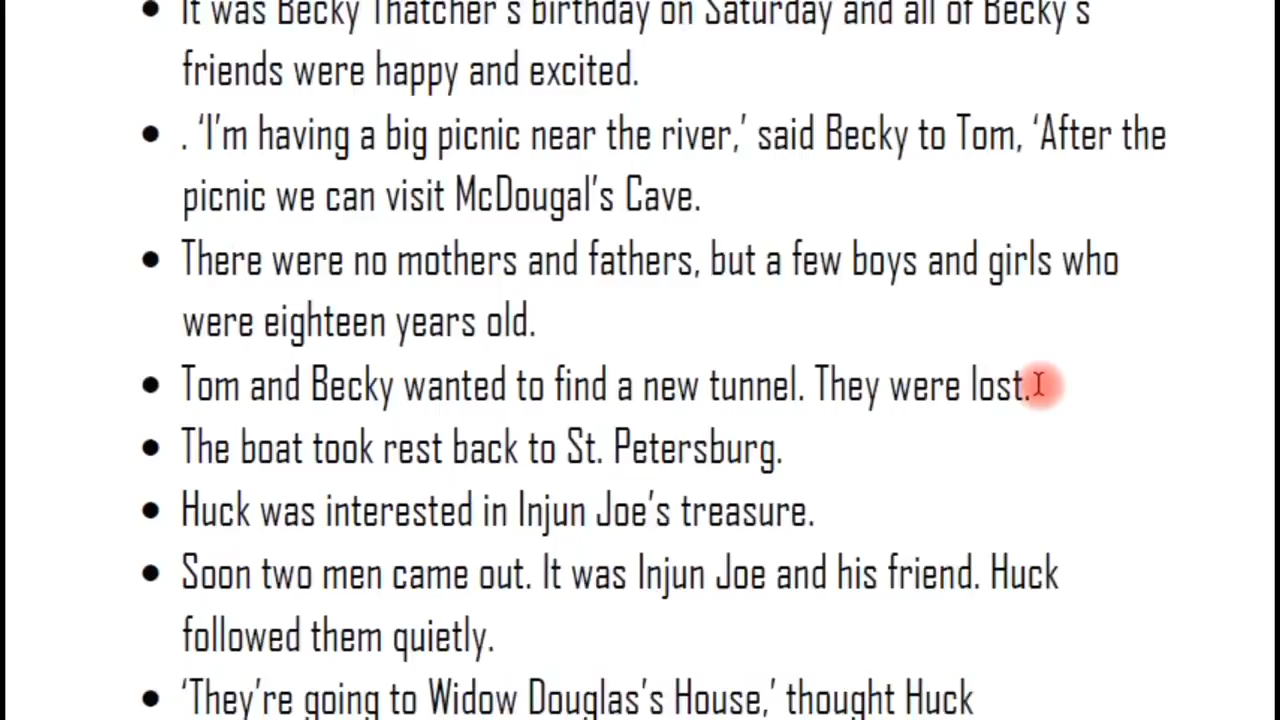 • It was Becky Thatcher's birthday on Saturday and all of Becky's
friends were happy and excited.
• . 'I'm having a big picnic near the river,' said Becky to Tom, 'After the
picnic we can visit McDougal's Cave.
• There were no mothers and fathers, but a few boys and girls who
were eighteen years old.
• Tom and Becky wanted to find a new tunnel. They were lost.
• The boat took rest back to St. Petersburg.
• Huck was interested in Injun Joe's treasure.
• Soon two men came out. It was Injun Joe and his friend. Huck
followed them quietly.
• 'They're going to Widow Douglas's House,' thought Huck